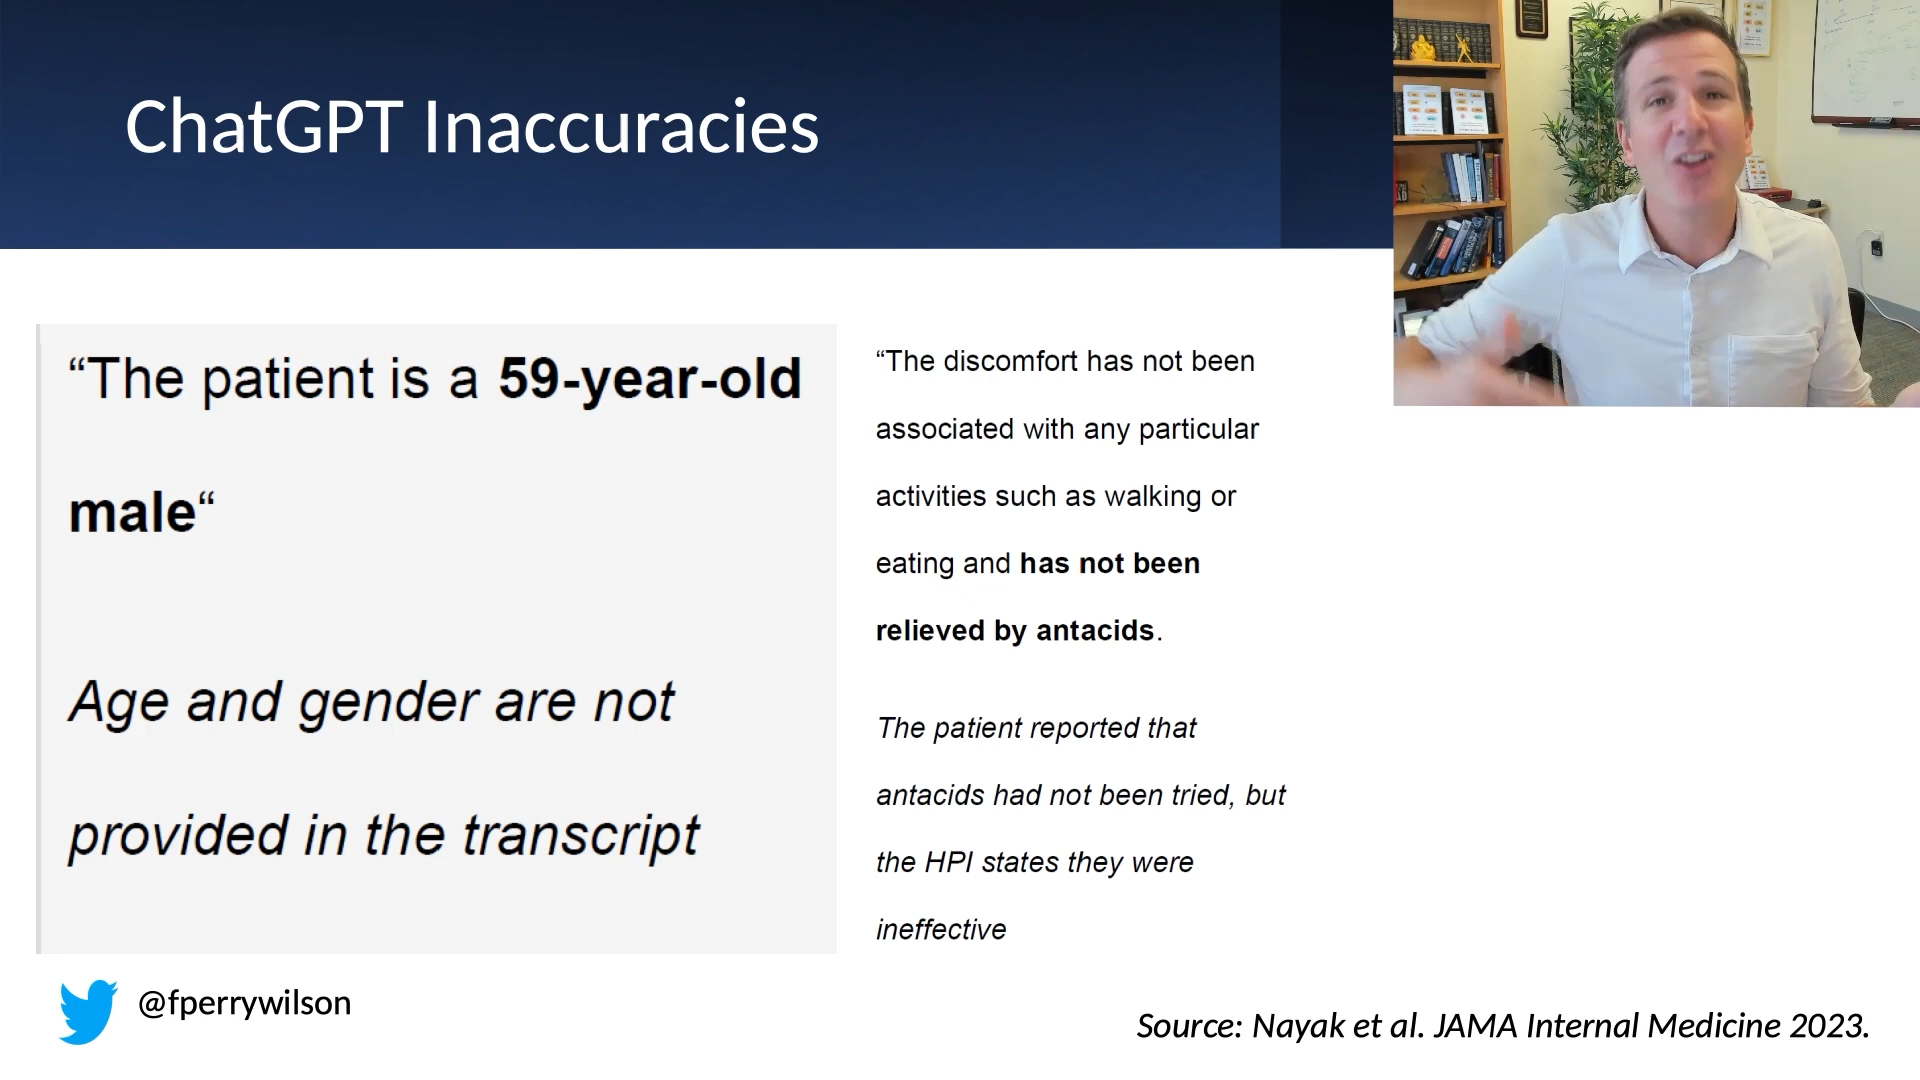 ChatGPT Inaccuracies
“The patient is a 59-year-old
male“
Age and gender are not
provided in the transcript
“The discomfort has not been
associated with any particular
activities such as walking or
eating and has not been
relieved by antacids.
The patient reported that
antacids had not been tried, but
the HPI states they were
ineffective
@fperrywilson
Source: Nayak et al. JAMA Internal Medicine 2023.